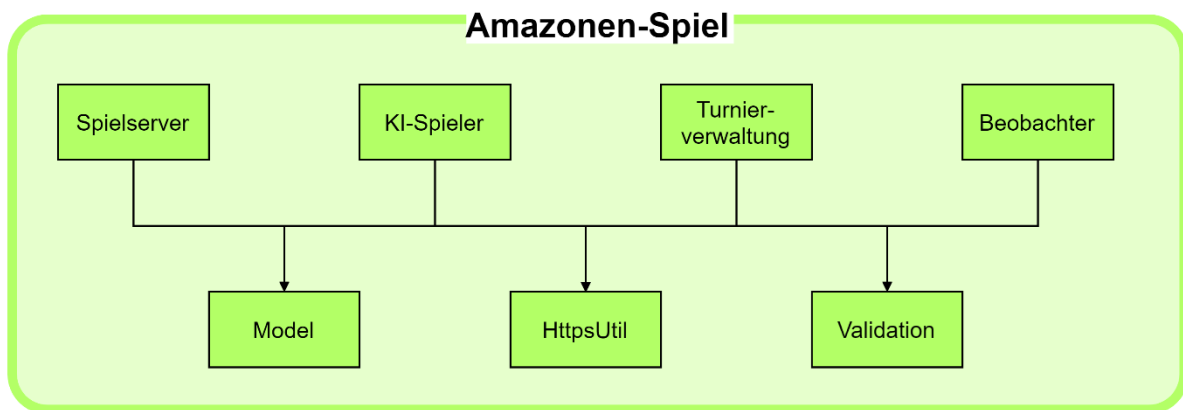 Amazonen-Spiel
Spielserver
KI-Spieler
Turnier-
verwaltung
Beobachter
Model
HttpsUtil
Validation